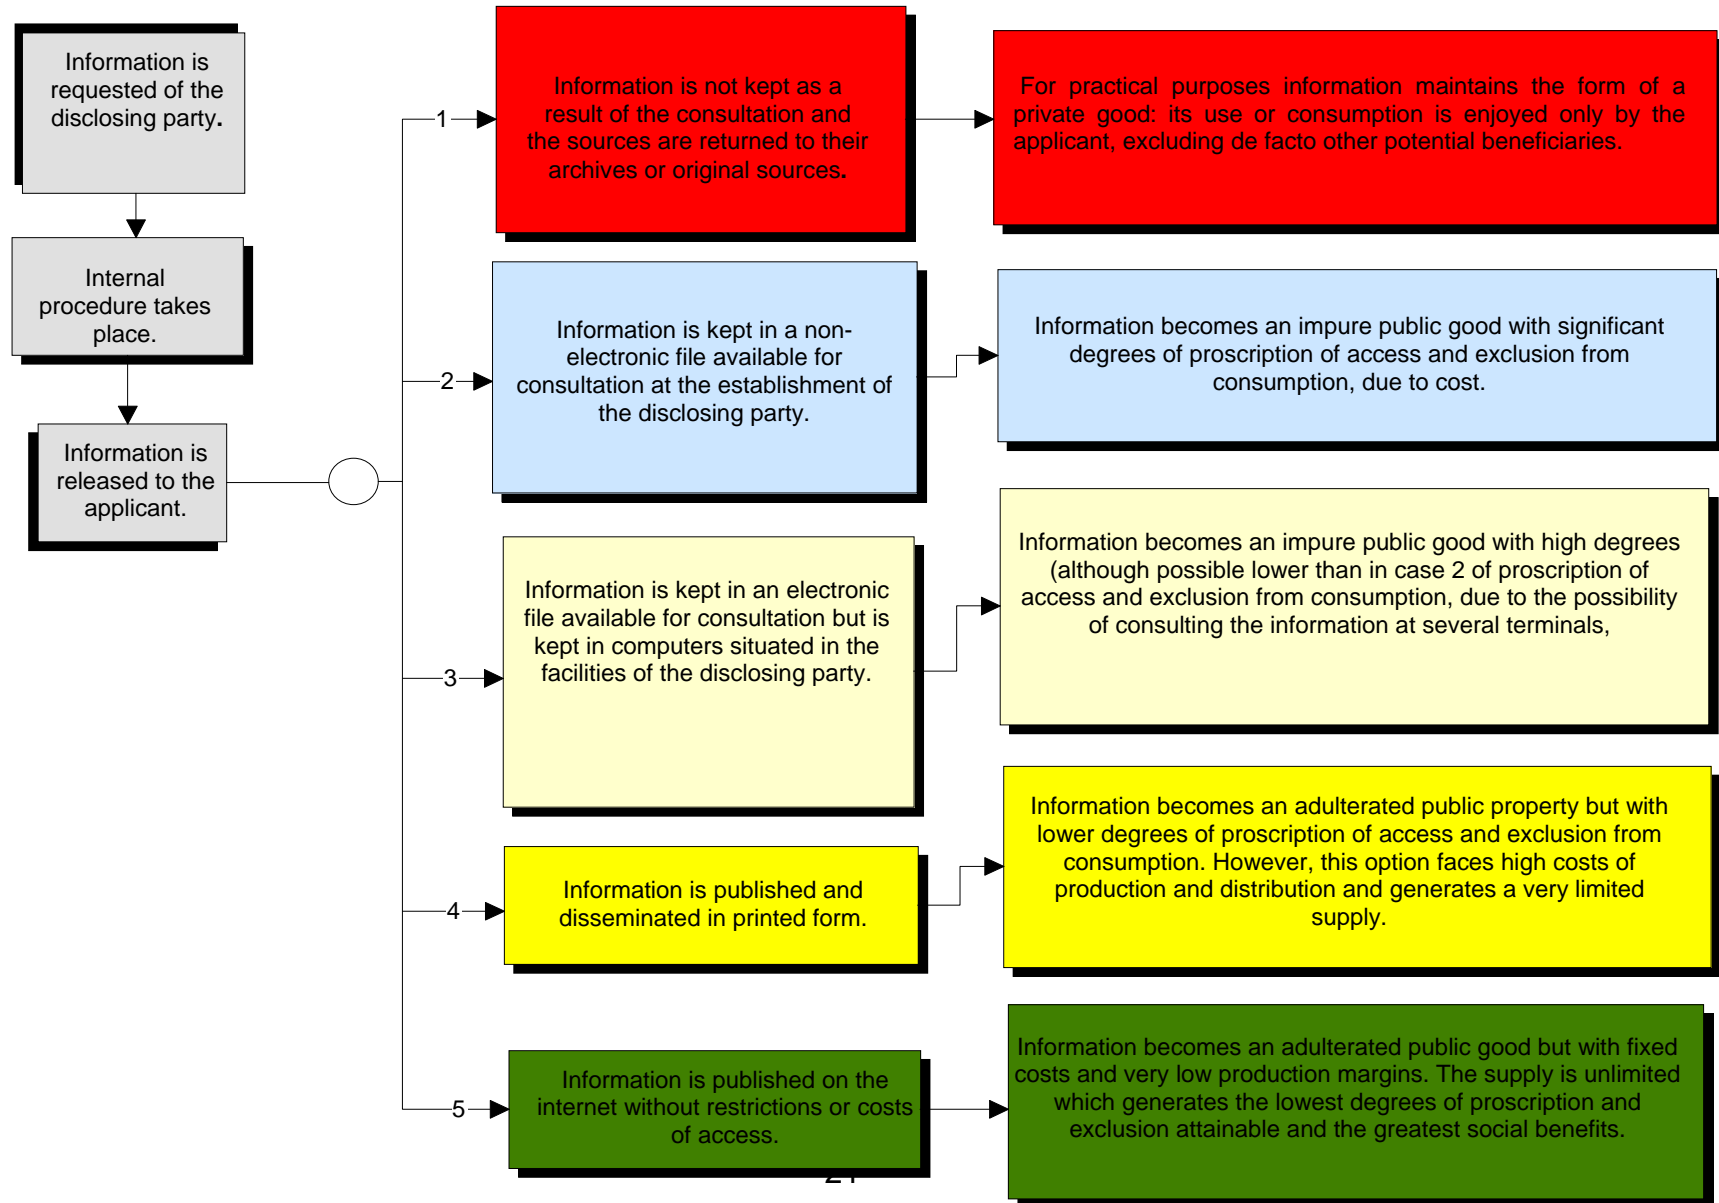 Information is
requested of the
disclosing party.
Internal
procedure takes
place.
Information is
released to the
applicant.
1
Information is not kept as a
result of the consultation and
the sources are returned to their
archives or original sources.
For practical purposes information maintains the form of a
private good: its use or consumption is enjoyed only by the
applicant, excluding de facto other potential beneficiaries.
2
Information is kept in a non-
electronic file available for
consultation at the establishment of
the disclosing party.
Information becomes an impure public good with significant
degrees of proscription of access and exclusion from
consumption, due to cost.
3
Information is kept in an electronic
file available for consultation but is
kept in computers situated in the
facilities of the disclosing party.
Information becomes an impure public good with high degrees
(although possible lower than in case 2 of proscription of
access and exclusion from consumption, due to the possibility
of consulting the information at several terminals,
4
Information is published and
disseminated in printed form.
Information becomes an adulterated public property but with
lower degrees of proscription of access and exclusion from
consumption. However, this option faces high costs of
production and distribution and generates a very limited
supply.
5
Information is published on the
internet without restrictions or costs
of access.
Information becomes an adulterated public good but with fixed
costs and very low production margins. The supply is unlimited
which generates the lowest degrees of proscription and
exclusion attainable and the greatest social benefits.